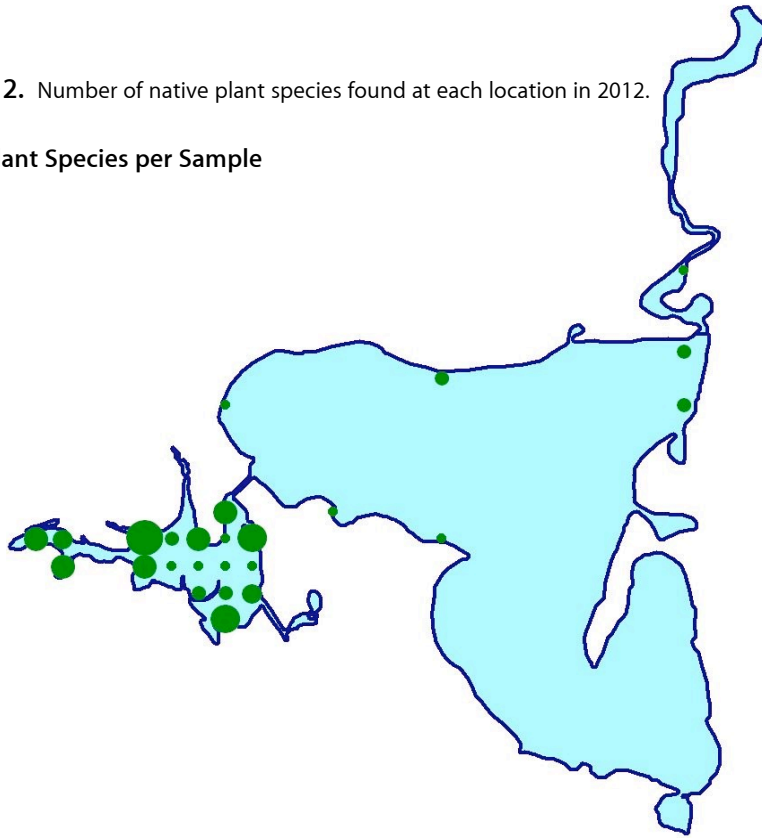 2. Number of native plant species found at each location in 2012.
ant Species per Sample